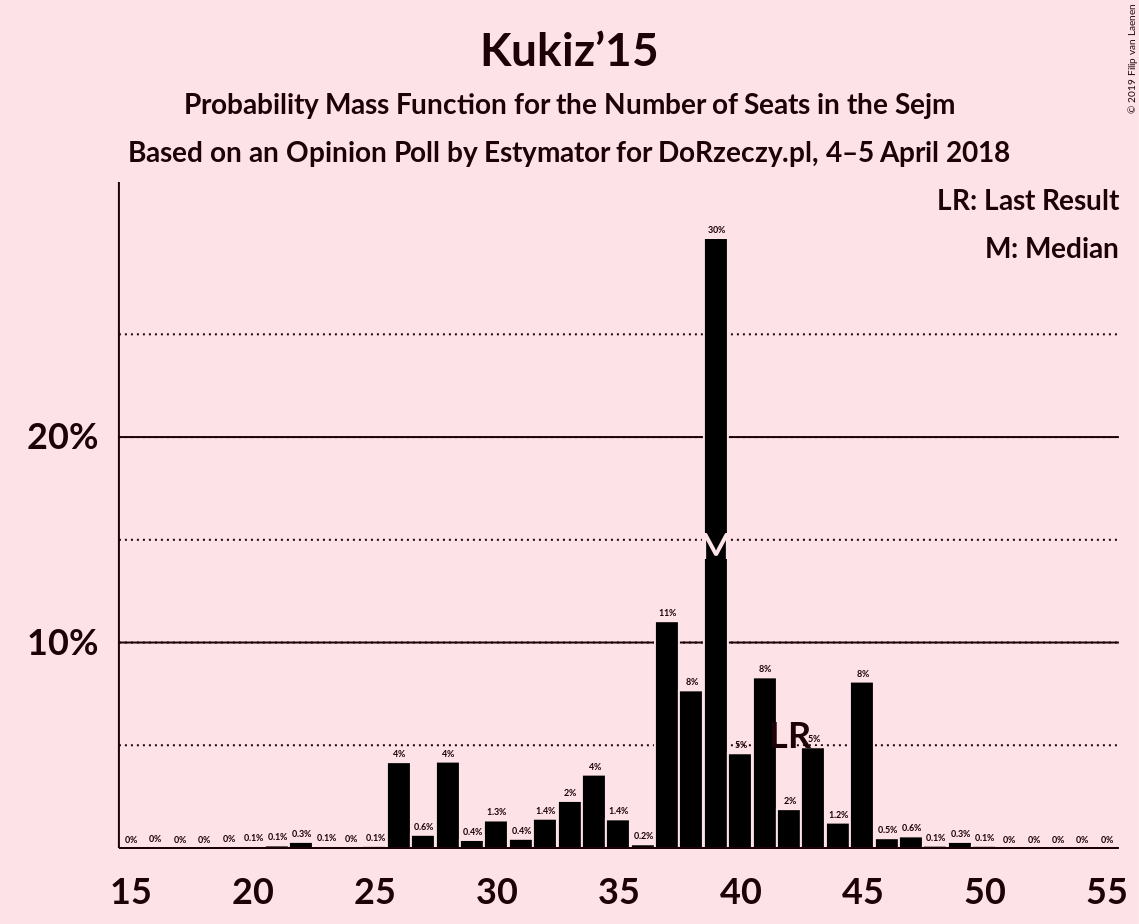 Kukiz’15
Probability Mass Function for the Number of Seats in the Sejm
Based on an Opinion Poll by Estymator for DoRzeczy.pl, 4–5 April 2018
© 2019 Filip van Laenen
LR: Last Result
M: Median
20%
10%
0% 0% 0% 0% 0% 0.1% 0.1% 0.3% 0.1% 0% 0.1% 4% 0.6% 4% 0.4% 1.3% 0.4% 1.4% 2% 4% 1.4% 0.2% 11% 8% 30% 5% 8% 2% 5% 1.2% 8% 0.5% 0.6% 0.1% 0.3% 0.1% 0% 0% 0% 0% 0%
M
LR
15 20 25 30 35 40 45 50 55